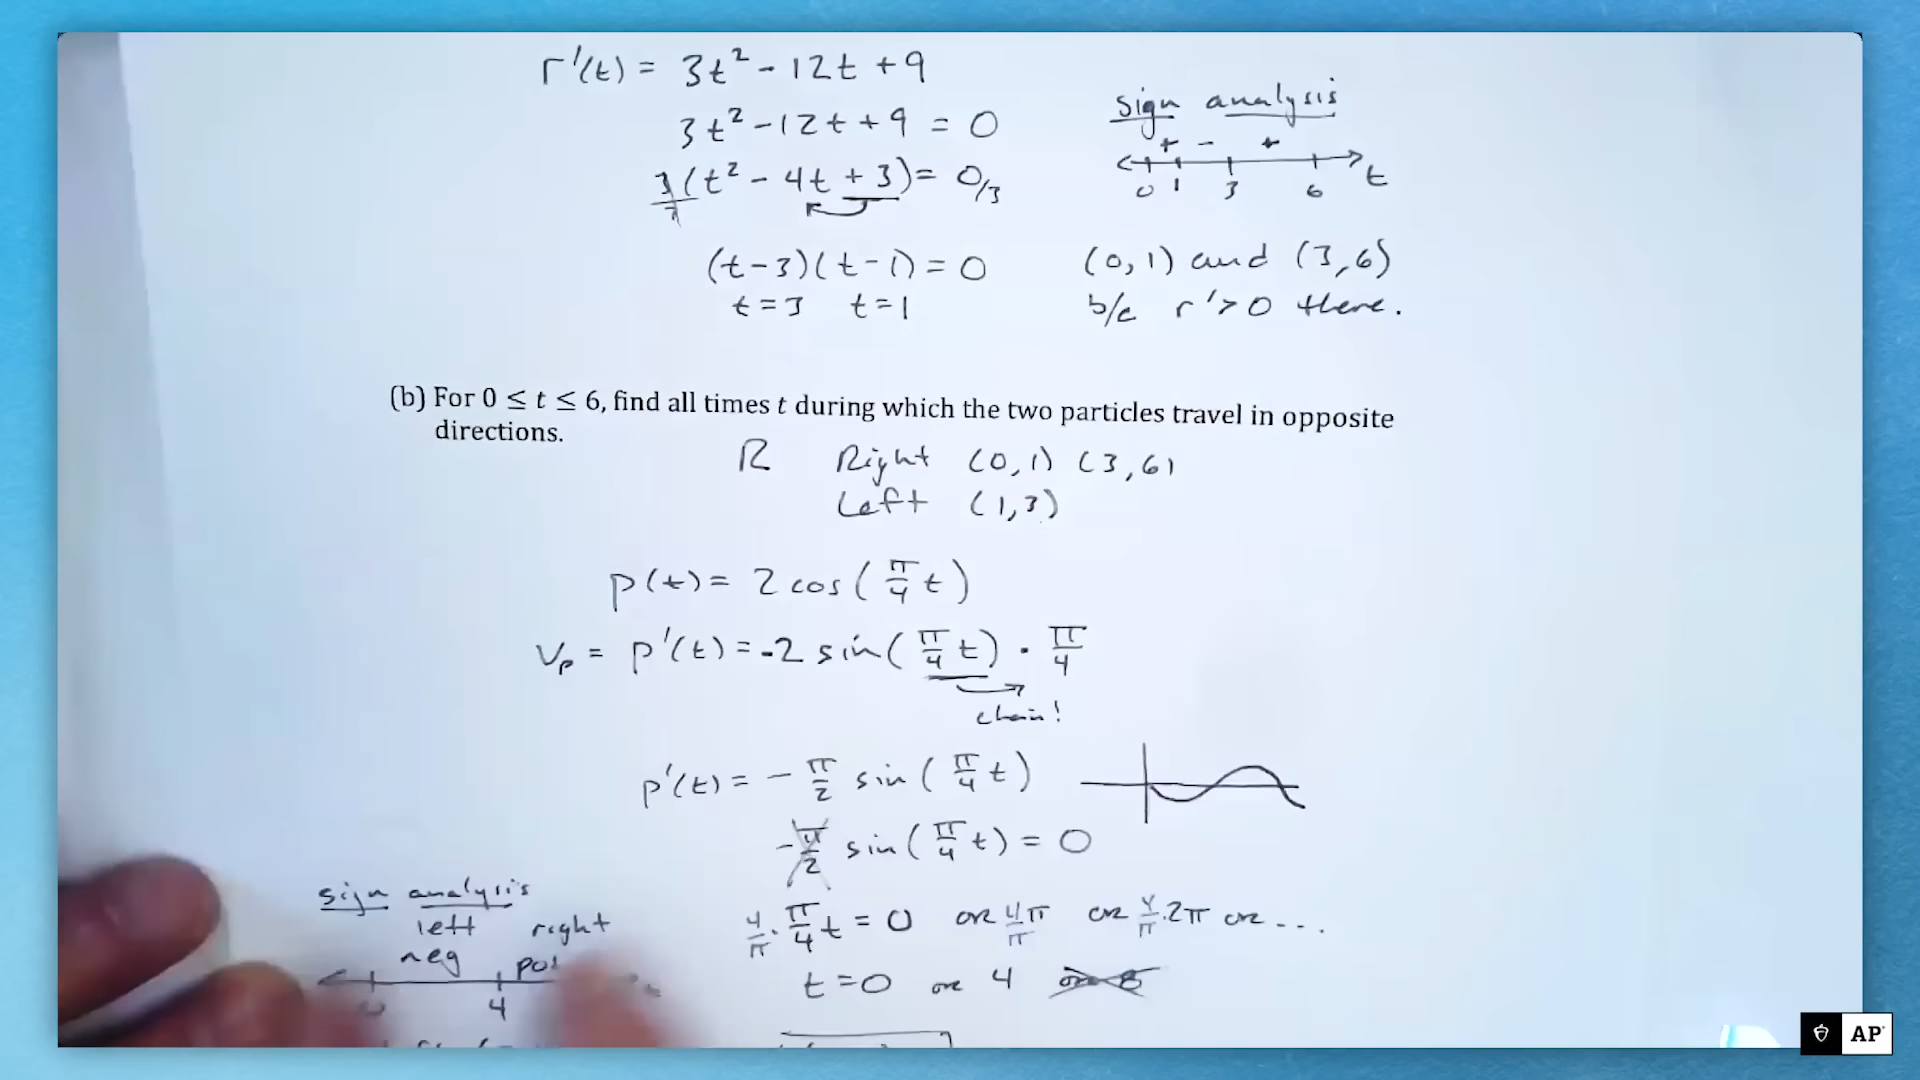 r'(t) = 3t² - 12t + 9
3t² - 12t + 9 = 0
3(t² - 4t + 3) = 0/3
(t - 3)(t - 1) = 0
t = 3 t = 1
sign analysis
+ - +
0 1 3 6 t
(0, 1) and (3, 6)
b/c r' > 0 there.
(b) For 0 ≤ t ≤ 6, find all times t during which the two particles travel in opposite
directions.
R Right (0, 1) (3, 6)
Left (1, 3)
p(t) = 2 cos(π/4 t)
Vp = p'(t) = -2 sin(π/4 t) · π/4
chain!
p'(t) = - π/2 sin(π/4 t)
-π/2 sin(π/4 t) = 0
4/π · π/4 t = 0 or 4π/π or 4/π · 2π or ...
t = 0 or 4 or 8
sign analysis
left right
neg
4
AP